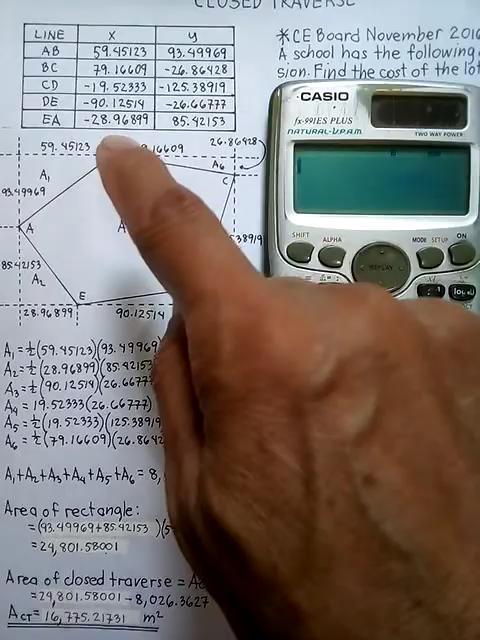 CLOSED TRAVERSE
LINE X Y
AB 59.45123 93.49969
BC 79.16609 -26.86428
CD -19.52333 -125.38919
DE -90.12514 -26.66777
EA -28.96899 85.42153
*CE Board November 201
A school has the following
sion. Find the cost of the lot
CASIO
fx-991ES PLUS
NATURAL-V.P.A.M.
TWO WAY POWER
SHIFT ALPHA MODE SETUP ON
REPLAY
59.45123 9.16609 26.86428
A₁ A₆ C
93.49969
A A
85.42153
A₂
E
28.96899 90.12514
A₁ = ½(59.45123)(93.49969)
A₂ = ½(28.96899)(85.42153
A₃ = ½(90.12514)(26.6677
A₄ = 19.52333(26.66777)
A₅ = ½(19.52333)(125.38919
A₆ = ½(79.16609)(26.8642
A₁+A₂+A₃+A₄+A₅+A₆ = 8,
Area of rectangle:
=(93.49969+85.42153)(5
=24,801.58001
Area of closed traverse =
=24,801.58001 - 8,026.3627
A_CT = 16,775.21731 m²